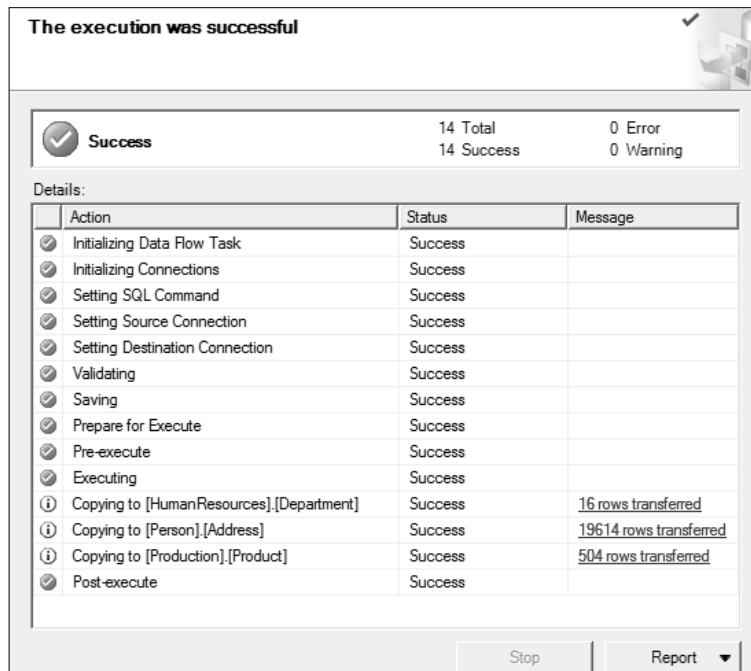 The execution was successful
Success
14 Total
0 Error
14 Success
0 Warning
Details:
Action Status Message
Initializing Data Flow Task Success
Initializing Connections Success
Setting SQL Command Success
Setting Source Connection Success
Setting Destination Connection Success
Validating Success
Saving Success
Prepare for Execute Success
Pre-execute Success
Executing Success
Copying to [HumanResources].[Department] Success 16 rows transferred
Copying to [Person].[Address] Success 19614 rows transferred
Copying to [Production].[Product] Success 504 rows transferred
Post-execute Success
Stop Report